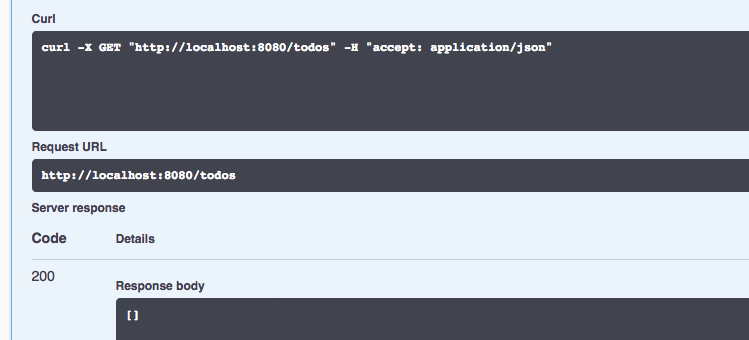 Curl
curl -X GET "http://localhost:8080/todos" -H "accept: application/json"
Request URL
http://localhost:8080/todos
Server response
Code Details
200
Response body
[]